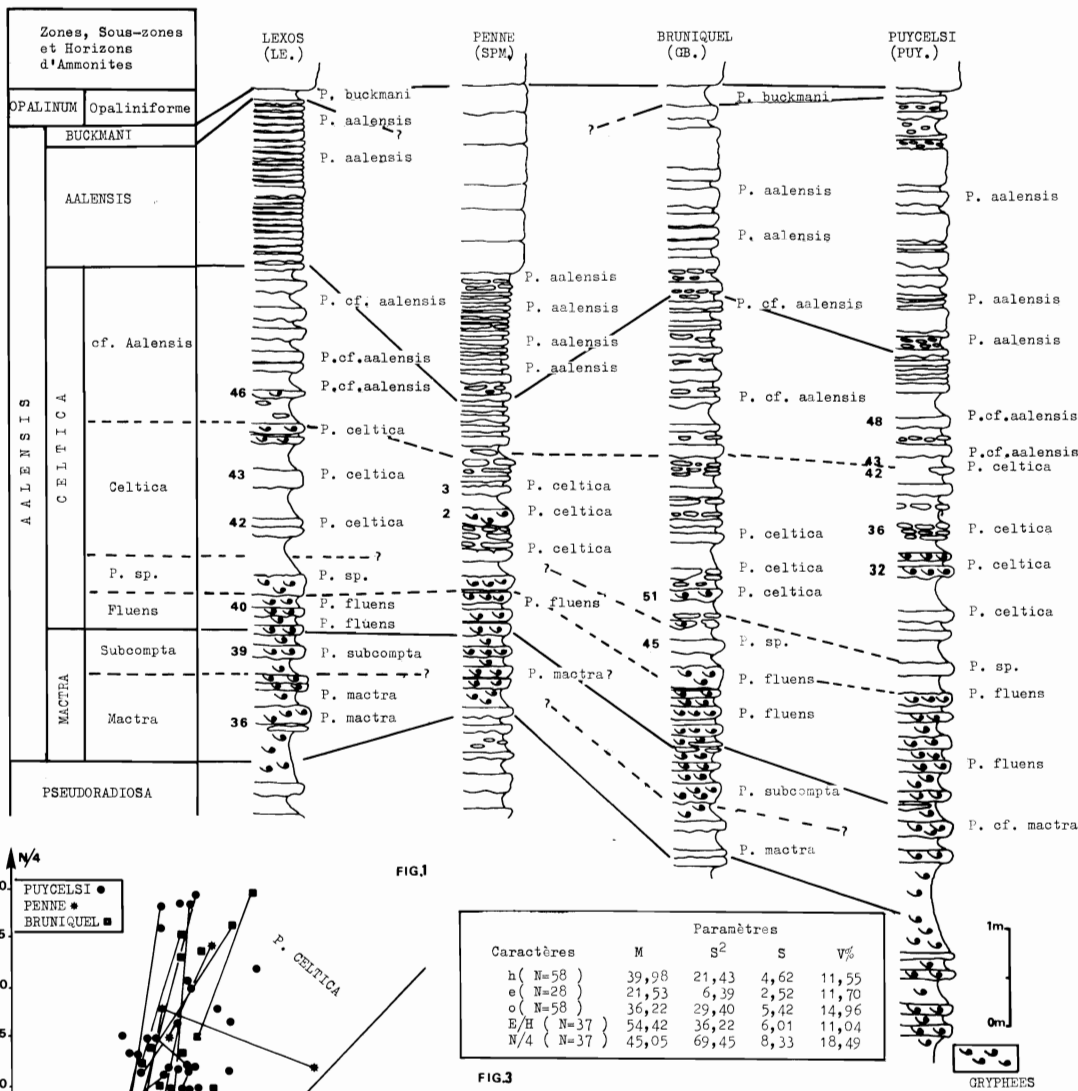 Zones, Sous-zones
et Horizons
d'Ammonites
OPALINUM
Opaliniforme
BUCKMANI
AALENSIS
AALENSIS
CELTICA
cf. Aalensis
Celtica
P. sp.
Fluens
MACTRA
Subcompta
Mactra
PSEUDORADIOSA
LEXOS
(LE.)
P. buckmani
P. aalensis
?
P. aalensis
P. cf. aalensis
P.cf.aalensis
P.cf.aalensis
46
P. celtica
43
P. celtica
42
P. celtica
?
P. sp.
40
P. fluens
P. fluens
39
P. subcompta
?
P. mactra
36
P. mactra
PENNE
(SPM.)
P. aalensis
P. aalensis
P. aalensis
P. aalensis
3
P. celtica
2
P. celtica
P. celtica
?
P. fluens
P. mactra?
?
BRUNIQUEL
(GB.)
P. buckmani
?
P. aalensis
P. aalensis
P. cf. aalensis
P. cf. aalensis
P. celtica
P. celtica
51
P. celtica
45
P. sp.
P. fluens
P. fluens
P. subcompta
?
P. mactra
PUYCELSI
(PUY.)
P. aalensis
P. aalensis
P. aalensis
48
P.cf.aalensis
43
P.cf.aalensis
42
P. celtica
36
P. celtica
32
P. celtica
P. celtica
P. sp.
P. fluens
P. fluens
P. cf. mactra
1m
0m
GRYPHEES
FIG.1
N/4
PUYCELSI
PENNE
BRUNIQUEL
P. CELTICA
Paramètres
Caractères M S2 S V%
h( N=58 ) 39,98 21,43 4,62 11,55
e( N=28 ) 21,53 6,39 2,52 11,70
o( N=58 ) 36,22 29,40 5,42 14,96
E/H ( N=37 ) 54,42 36,22 6,01 11,04
N/4 ( N=37 ) 45,05 69,45 8,33 18,49
FIG.3